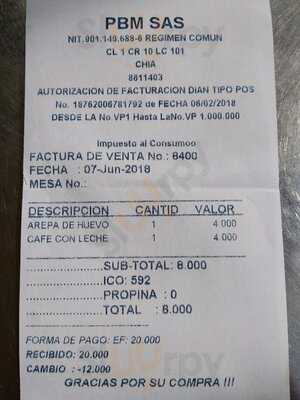 PBM SAS
NIT.901.149.689-6 REGIMEN COMUN
CL 1 CR 10 LC 101
CHIA
8611403
AUTORIZACION DE FACTURACION DIAN TIPO POS
No. 18762006781792 de FECHA 06/02/2018
DESDE LA No.VP1 Hasta LaNo.VP 1.000.000
Impuesto al Consumoo
FACTURA DE VENTA No : 8400
FECHA : 07-Jun-2018
MESA No.:
DESCRIPCION CANTID VALOR
AREPA DE HUEVO 1 4.000
CAFE CON LECHE 1 4.000
SUB-TOTAL: 8.000
ICO: 592
PROPINA : 0
TOTAL : 8.000
FORMA DE PAGO: EF: 20.000
RECIBIDO: 20.000
CAMBIO : -12.000
GRACIAS POR SU COMPRA !!!